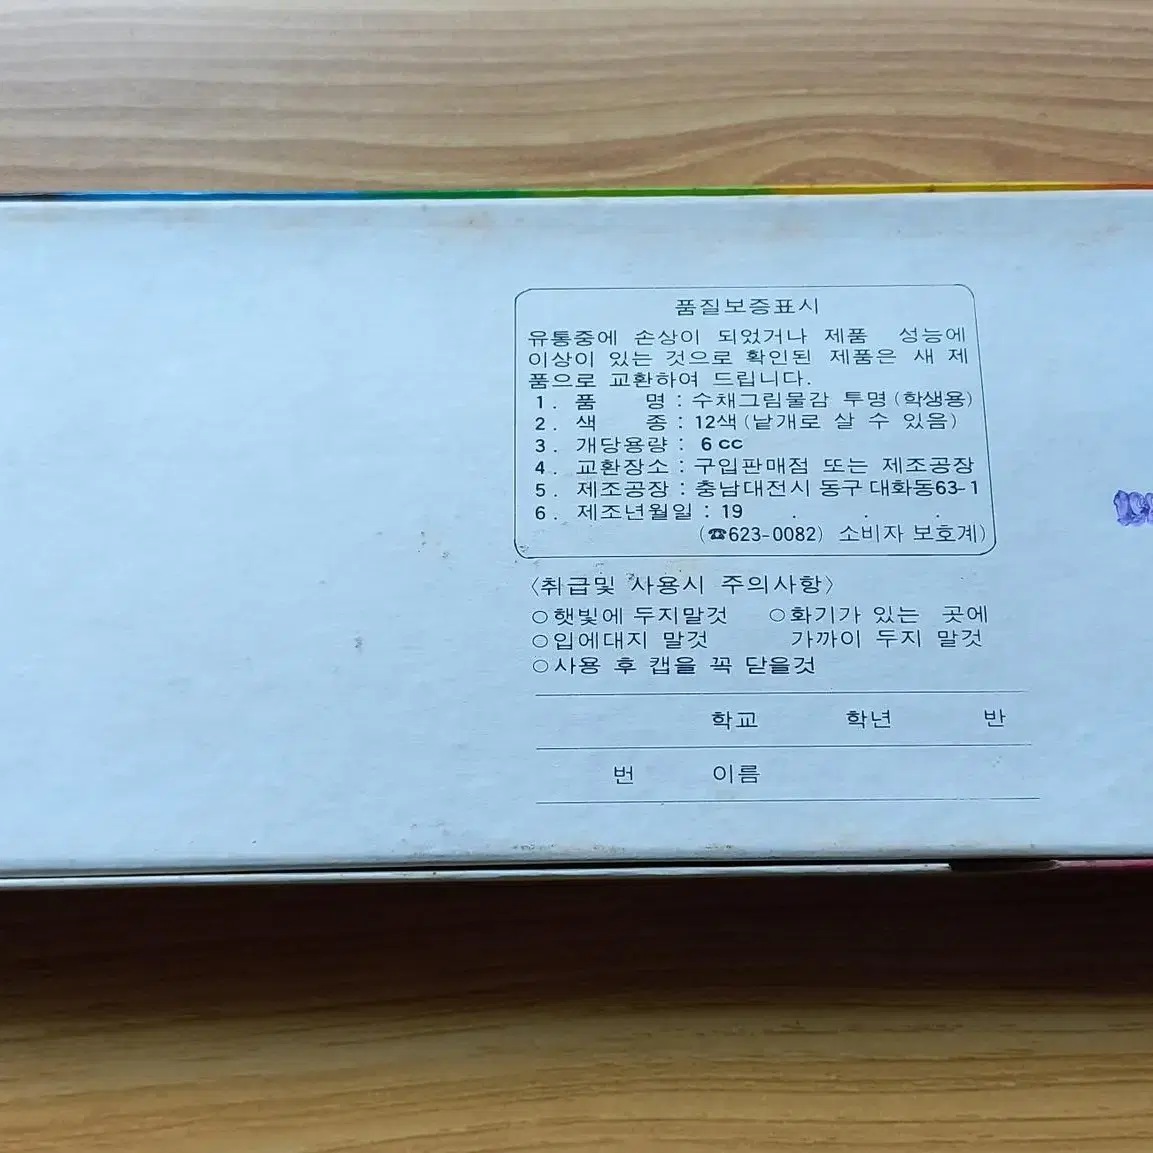 품질보증표시
유통중에 손상이 되었거나 제품 성능에
이상이 있는 것으로 확인된 제품은 새 제
품으로 교환하여 드립니다.
1. 품 명 : 수채그림물감 투명(학생용)
2. 색 종 : 12색(낱개로 살 수 있음)
3. 개당용량 : 6cc
4. 교환장소 : 구입판매점 또는 제조공장
5. 제조공장 : 충남대전시 동구 대화동63-1
6. 제조년월일 : 19 . . .
(☎623-0082) 소비자 보호계)
〈취급및 사용시 주의사항〉
○햇빛에 두지말것 ○화기가 있는 곳에
○입에대지 말것 가까이 두지 말것
○사용 후 캡을 꼭 닫을것
학교 학년 반
번 이름